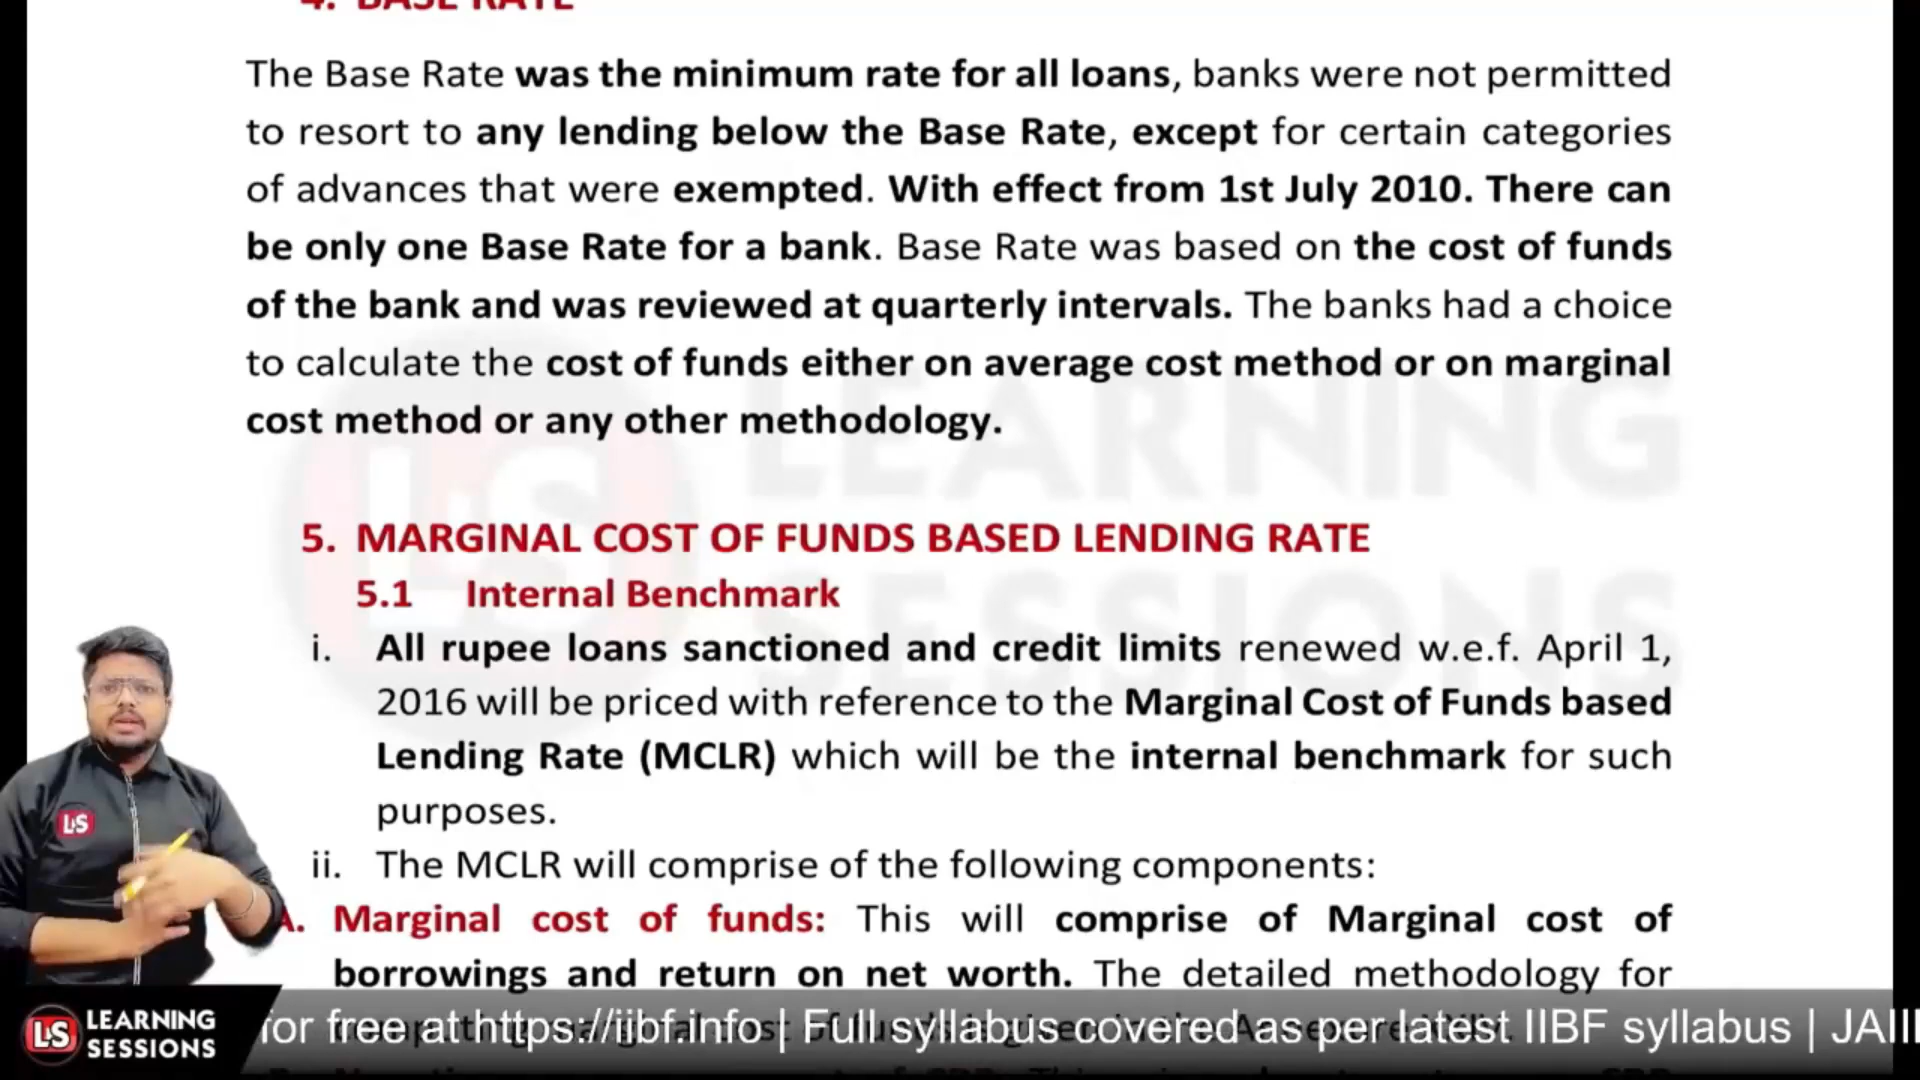 4. BASE RATE
The Base Rate was the minimum rate for all loans, banks were not permitted
to resort to any lending below the Base Rate, except for certain categories
of advances that were exempted. With effect from 1st July 2010. There can
be only one Base Rate for a bank. Base Rate was based on the cost of funds
of the bank and was reviewed at quarterly intervals. The banks had a choice
to calculate the cost of funds either on average cost method or on marginal
cost method or any other methodology.
LS LEARNING
SESSIONS
5. MARGINAL COST OF FUNDS BASED LENDING RATE
5.1 Internal Benchmark
i. All rupee loans sanctioned and credit limits renewed w.e.f. April 1,
2016 will be priced with reference to the Marginal Cost of Funds based
Lending Rate (MCLR) which will be the internal benchmark for such
purposes.
ii. The MCLR will comprise of the following components:
A. Marginal cost of funds: This will comprise of Marginal cost of
borrowings and return on net worth. The detailed methodology for
LS
LS LEARNING
SESSIONS
for free at https://iibf.info | Full syllabus covered as per latest IIBF syllabus | JAII